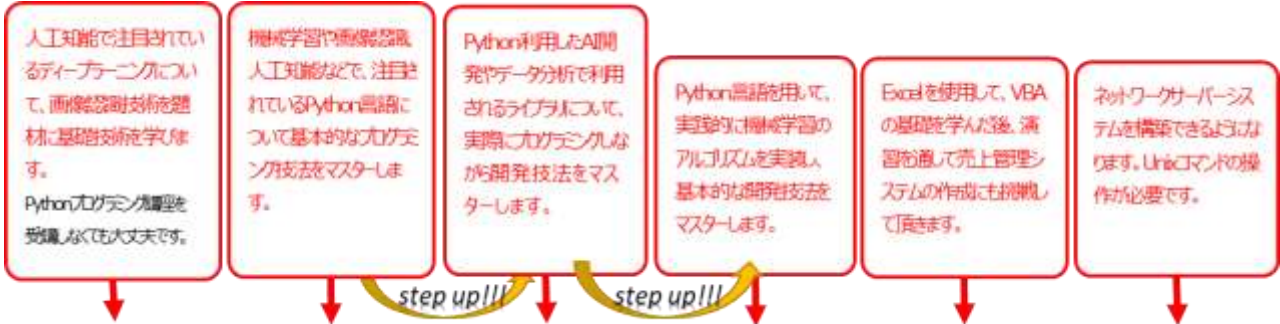 人工知能で注目されてい
るディープラーニングについ
て、画像認識技術を題
材に基礎技術を学びま
す。
Pythonプログラミング講座を
受講しなくても大丈夫です。
機械学習や画像認識、
人工知能などで、注目さ
れているPython言語に
ついて基本的なプログラミ
ング技法をマスターしま
す。
Python利用したAI開
発やデータ分析で利用
されるライブラリについて、
実際にプログラミングしな
がら開発技法をマス
ターします。
Python言語を用いて、
実践的に機械学習の
アルゴリズムを実装し
基本的な開発技法を
マスターします。
Excelを使用して、VBA
の基礎を学んだ後、演
習を通して売上管理シ
ステムの作成にも挑戦し
て頂きます。
ネットワークサーバーシス
テムを構築できるようにな
ります。Unixコマンドの操
作が必要です。
step up!!!
step up!!!